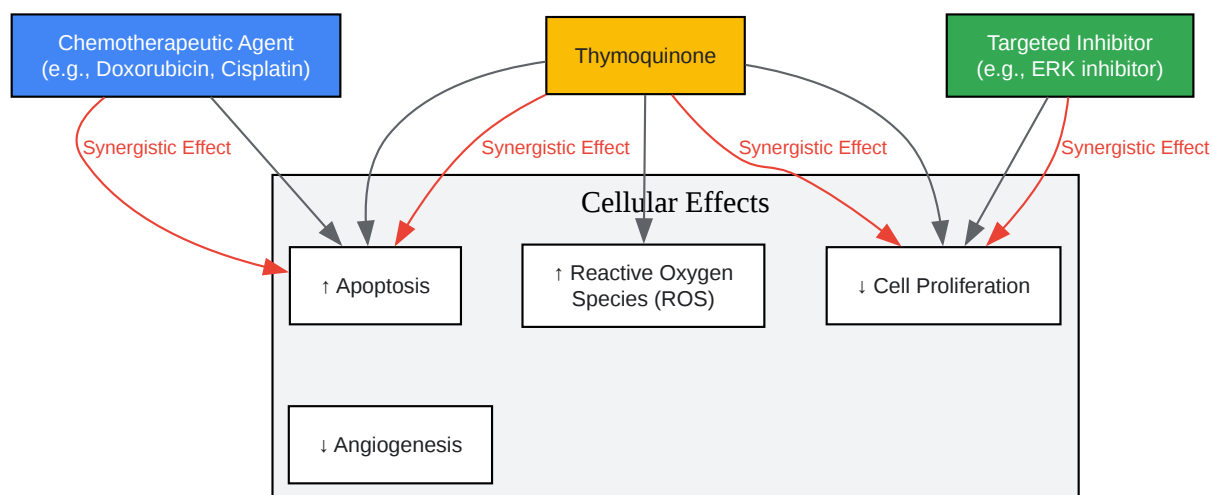 Chemotherapeutic Agent
(e.g., Doxorubicin, Cisplatin)
Thymoquinone
Targeted Inhibitor
(e.g., ERK inhibitor)
Synergistic Effect
Synergistic Effect
Synergistic Effect
Synergistic Effect
Cellular Effects
↑ Apoptosis
↑ Reactive Oxygen
Species (ROS)
↓ Cell Proliferation
↓ Angiogenesis